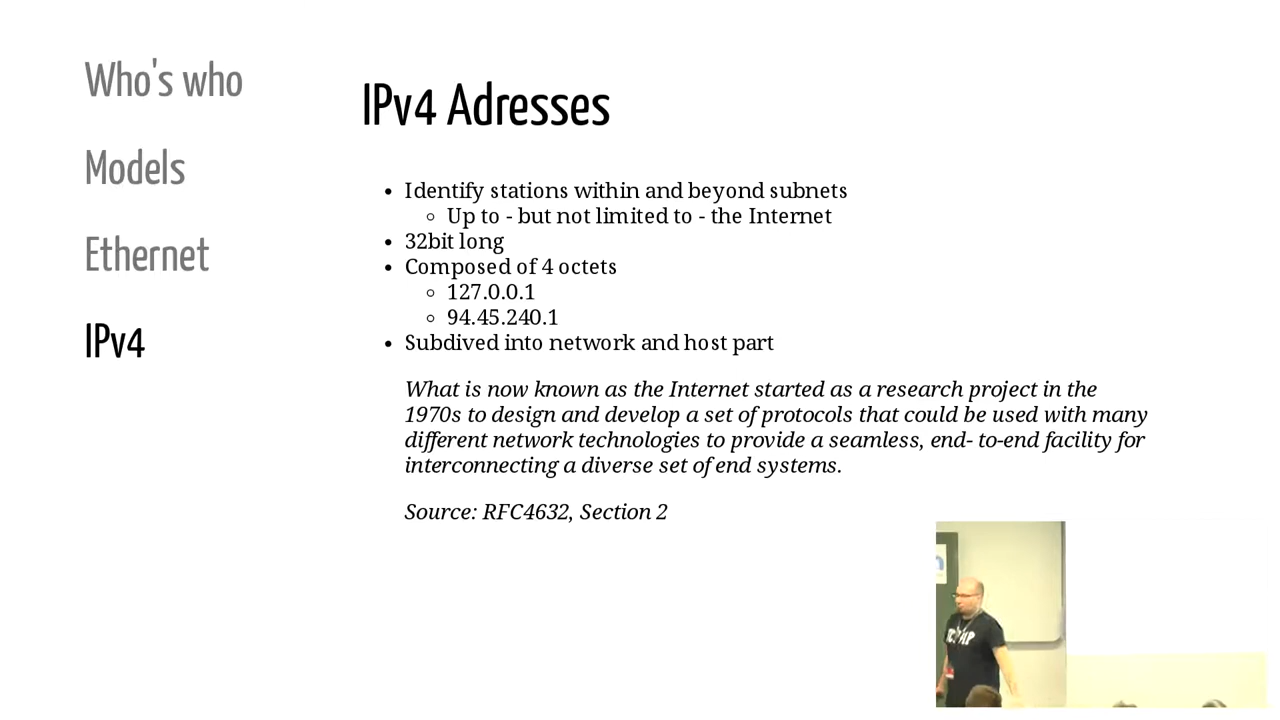 Who's who
Models
Ethernet
IPv4
IPv4 Adresses
Identify stations within and beyond subnets
Up to - but not limited to - the Internet
32bit long
Composed of 4 octets
127.0.0.1
94.45.240.1
Subdived into network and host part
What is now known as the Internet started as a research project in the
1970s to design and develop a set of protocols that could be used with many
different network technologies to provide a seamless, end- to-end facility for
interconnecting a diverse set of end systems.
Source: RFC4632, Section 2